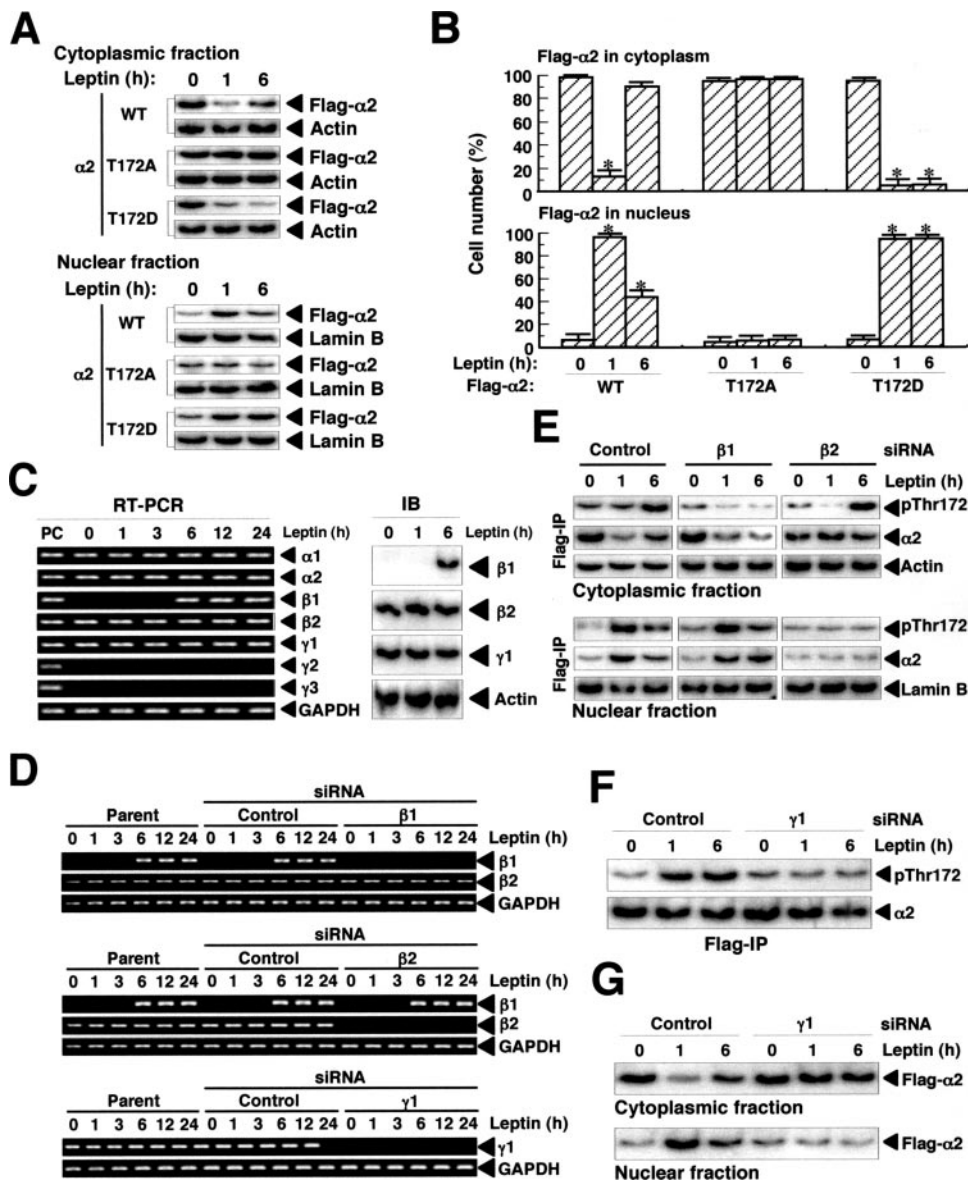 A
Cytoplasmic fraction
Leptin (h): 0 1 6
α2
WT
Flag-α2
Actin
T172A
Flag-α2
Actin
T172D
Flag-α2
Actin
Nuclear fraction
Leptin (h): 0 1 6
α2
WT
Flag-α2
Lamin B
T172A
Flag-α2
Lamin B
T172D
Flag-α2
Lamin B
B
Flag-α2 in cytoplasm
100
80
60
40
20
0
* * *
Cell number (%)
Flag-α2 in nucleus
100
80
60
40
20
0
* * * *
Leptin (h): 0 1 6 0 1 6 0 1 6
Flag-α2: WT T172A T172D
C
RT-PCR
PC 0 1 3 6 12 24 Leptin (h)
α1
α2
β1
β2
γ1
γ2
γ3
GAPDH
IB
0 1 6 Leptin (h)
β1
β2
γ1
Actin
D
siRNA
Parent Control β1
0 1 3 6 12 24 0 1 3 6 12 24 0 1 3 6 12 24 Leptin (h)
β1
β2
GAPDH
siRNA
Parent Control β2
0 1 3 6 12 24 0 1 3 6 12 24 0 1 3 6 12 24 Leptin (h)
β1
β2
GAPDH
siRNA
Parent Control γ1
0 1 3 6 12 24 0 1 3 6 12 24 0 1 3 6 12 24 Leptin (h)
γ1
GAPDH
E
Control β1 β2 siRNA
0 1 6 0 1 6 0 1 6 Leptin (h)
Flag-IP
pThr172
α2
Actin
Cytoplasmic fraction
Flag-IP
pThr172
α2
Lamin B
Nuclear fraction
F
Control γ1 siRNA
0 1 6 0 1 6 Leptin (h)
pThr172
α2
Flag-IP
G
Control γ1 siRNA
0 1 6 0 1 6 Leptin (h)
Flag-α2
Cytoplasmic fraction
Flag-α2
Nuclear fraction